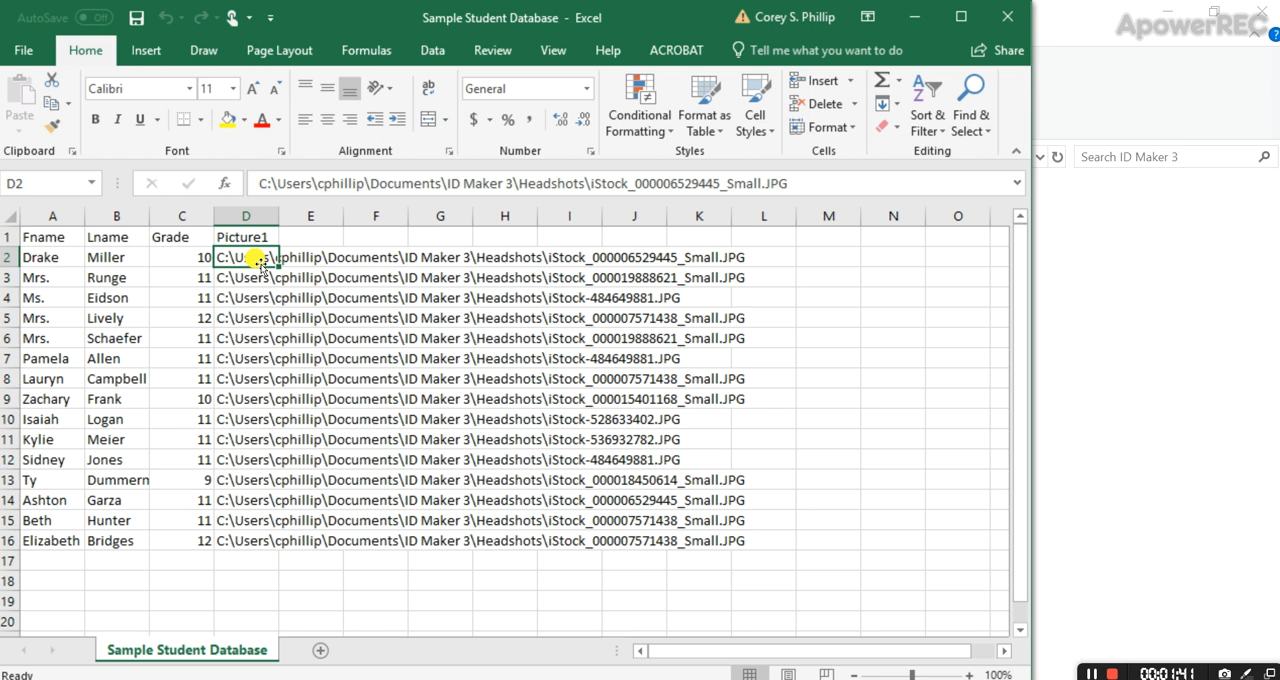 AutoSave Off Sample Student Database - Excel Corey S. Phillip ApowerREC
File Home Insert Draw Page Layout Formulas Data Review View Help ACROBAT Tell me what you want to do Share
Paste Calibri 11 A A ab General Conditional Formatting Format as Table Cell Styles Insert Delete Format Sort & Filter Find & Select
B I U A $ % ,
Clipboard Font Alignment Number Styles Cells Editing
Search ID Maker 3
D2 fx C:\Users\cphillip\Documents\ID Maker 3\Headshots\iStock_000006529445_Small.JPG
A B C D E F G H I J K L M N O
1 Fname Lname Grade Picture1
2 Drake Miller 10 C:\Users\cphillip\Documents\ID Maker 3\Headshots\iStock_000006529445_Small.JPG
3 Mrs. Runge 11 C:\Users\cphillip\Documents\ID Maker 3\Headshots\iStock_000019888621_Small.JPG
4 Ms. Eidson 11 C:\Users\cphillip\Documents\ID Maker 3\Headshots\iStock-484649881.JPG
5 Mrs. Lively 12 C:\Users\cphillip\Documents\ID Maker 3\Headshots\iStock_000007571438_Small.JPG
6 Mrs. Schaefer 11 C:\Users\cphillip\Documents\ID Maker 3\Headshots\iStock_000019888621_Small.JPG
7 Pamela Allen 11 C:\Users\cphillip\Documents\ID Maker 3\Headshots\iStock-484649881.JPG
8 Lauryn Campbell 11 C:\Users\cphillip\Documents\ID Maker 3\Headshots\iStock_000007571438_Small.JPG
9 Zachary Frank 10 C:\Users\cphillip\Documents\ID Maker 3\Headshots\iStock_000015401168_Small.JPG
10 Isaiah Logan 11 C:\Users\cphillip\Documents\ID Maker 3\Headshots\iStock-528633402.JPG
11 Kylie Meier 11 C:\Users\cphillip\Documents\ID Maker 3\Headshots\iStock-536932782.JPG
12 Sidney Jones 11 C:\Users\cphillip\Documents\ID Maker 3\Headshots\iStock-484649881.JPG
13 Ty Dummerm 9 C:\Users\cphillip\Documents\ID Maker 3\Headshots\iStock_000018450614_Small.JPG
14 Ashton Garza 11 C:\Users\cphillip\Documents\ID Maker 3\Headshots\iStock_000006529445_Small.JPG
15 Beth Hunter 11 C:\Users\cphillip\Documents\ID Maker 3\Headshots\iStock_000007571438_Small.JPG
16 Elizabeth Bridges 12 C:\Users\cphillip\Documents\ID Maker 3\Headshots\iStock_000007571438_Small.JPG
17
18
19
20
Sample Student Database
Ready 100% 00:01:41